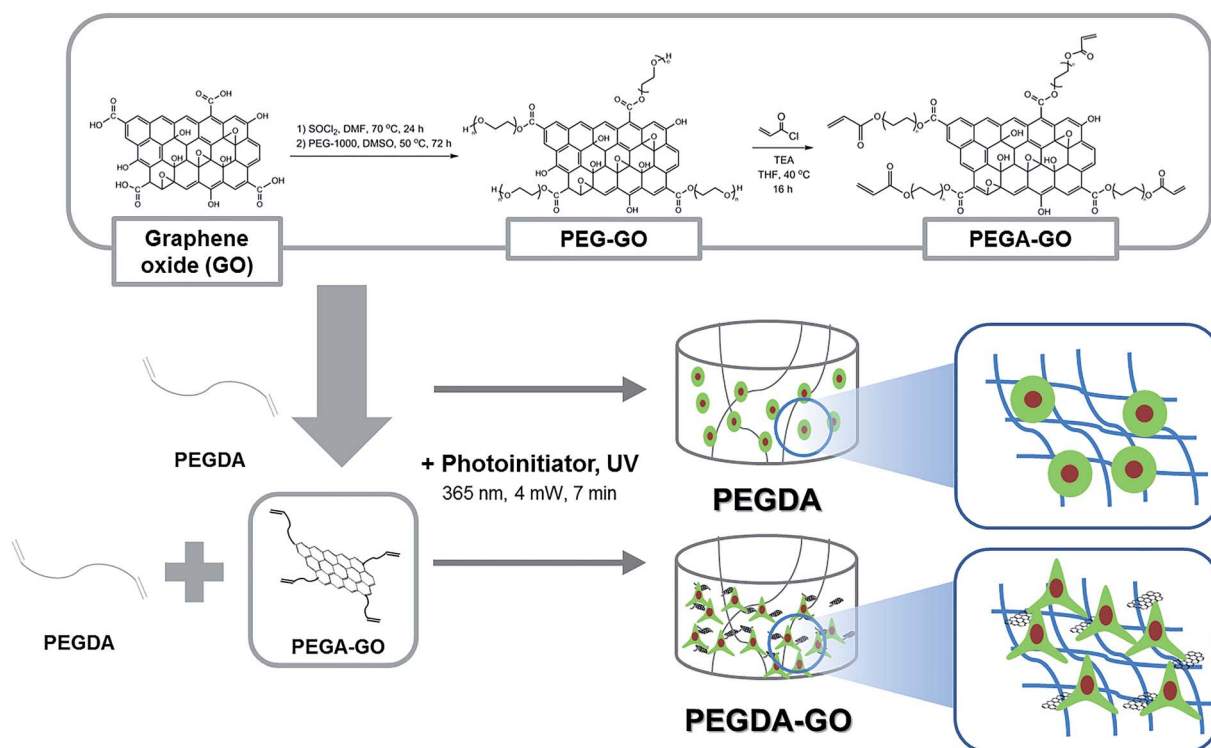 1) SOCl₂, DMF, 70 °C, 24 h
2) PEG-1000, DMSO, 50 °C, 72 h
TEA
THF, 40 °C
16 h
Graphene
oxide (GO)
PEG-GO
PEGA-GO
PEGDA
+ Photoinitiator, UV
365 nm, 4 mW, 7 min
PEGDA
PEGDA
PEGA-GO
PEGDA-GO